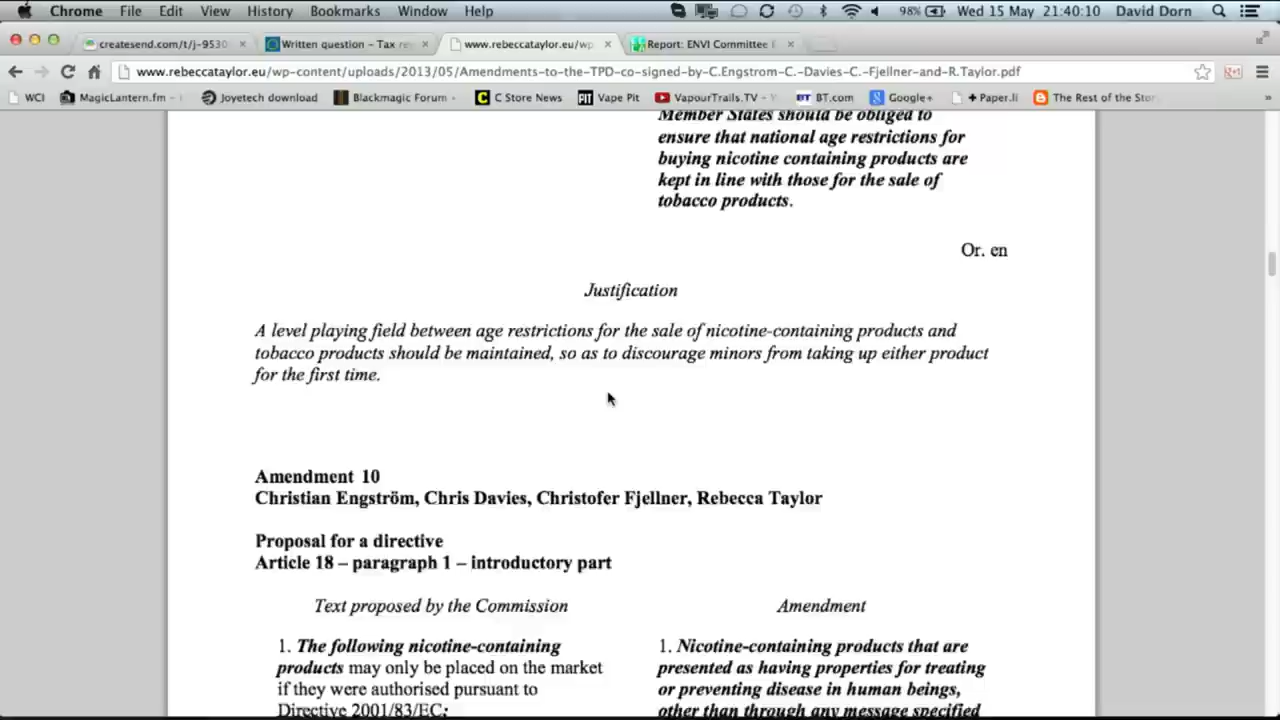 Chrome File Edit View History Bookmarks Window Help 98% Wed 15 May 21:40:10 David Dorn
createsend.com/t/j-9530 Written question – Tax re www.rebeccataylor.eu/wp Report: ENVI Committee
www.rebeccataylor.eu/wp-content/uploads/2013/05/Amendments-to-the-TPD-co-signed-by-C.Engstrom-C.-Davies-C.-Fjellner-and-R.Taylor.pdf
WCI MagicLantern.fm – Joyetech download Blackmagic Forum · C Store News Vape Pit VapourTrails.TV – BT.com Google+ + Paper.li The Rest of the Stor »
Member States should be obliged to
ensure that national age restrictions for
buying nicotine containing products are
kept in line with those for the sale of
tobacco products.
Or. en
Justification
A level playing field between age restrictions for the sale of nicotine-containing products and
tobacco products should be maintained, so as to discourage minors from taking up either product
for the first time.
Amendment 10
Christian Engström, Chris Davies, Christofer Fjellner, Rebecca Taylor
Proposal for a directive
Article 18 – paragraph 1 – introductory part
Text proposed by the Commission Amendment
1. The following nicotine-containing
products may only be placed on the market
if they were authorised pursuant to
Directive 2001/83/EC:
1. Nicotine-containing products that are
presented as having properties for treating
or preventing disease in human beings,
other than through any message specified